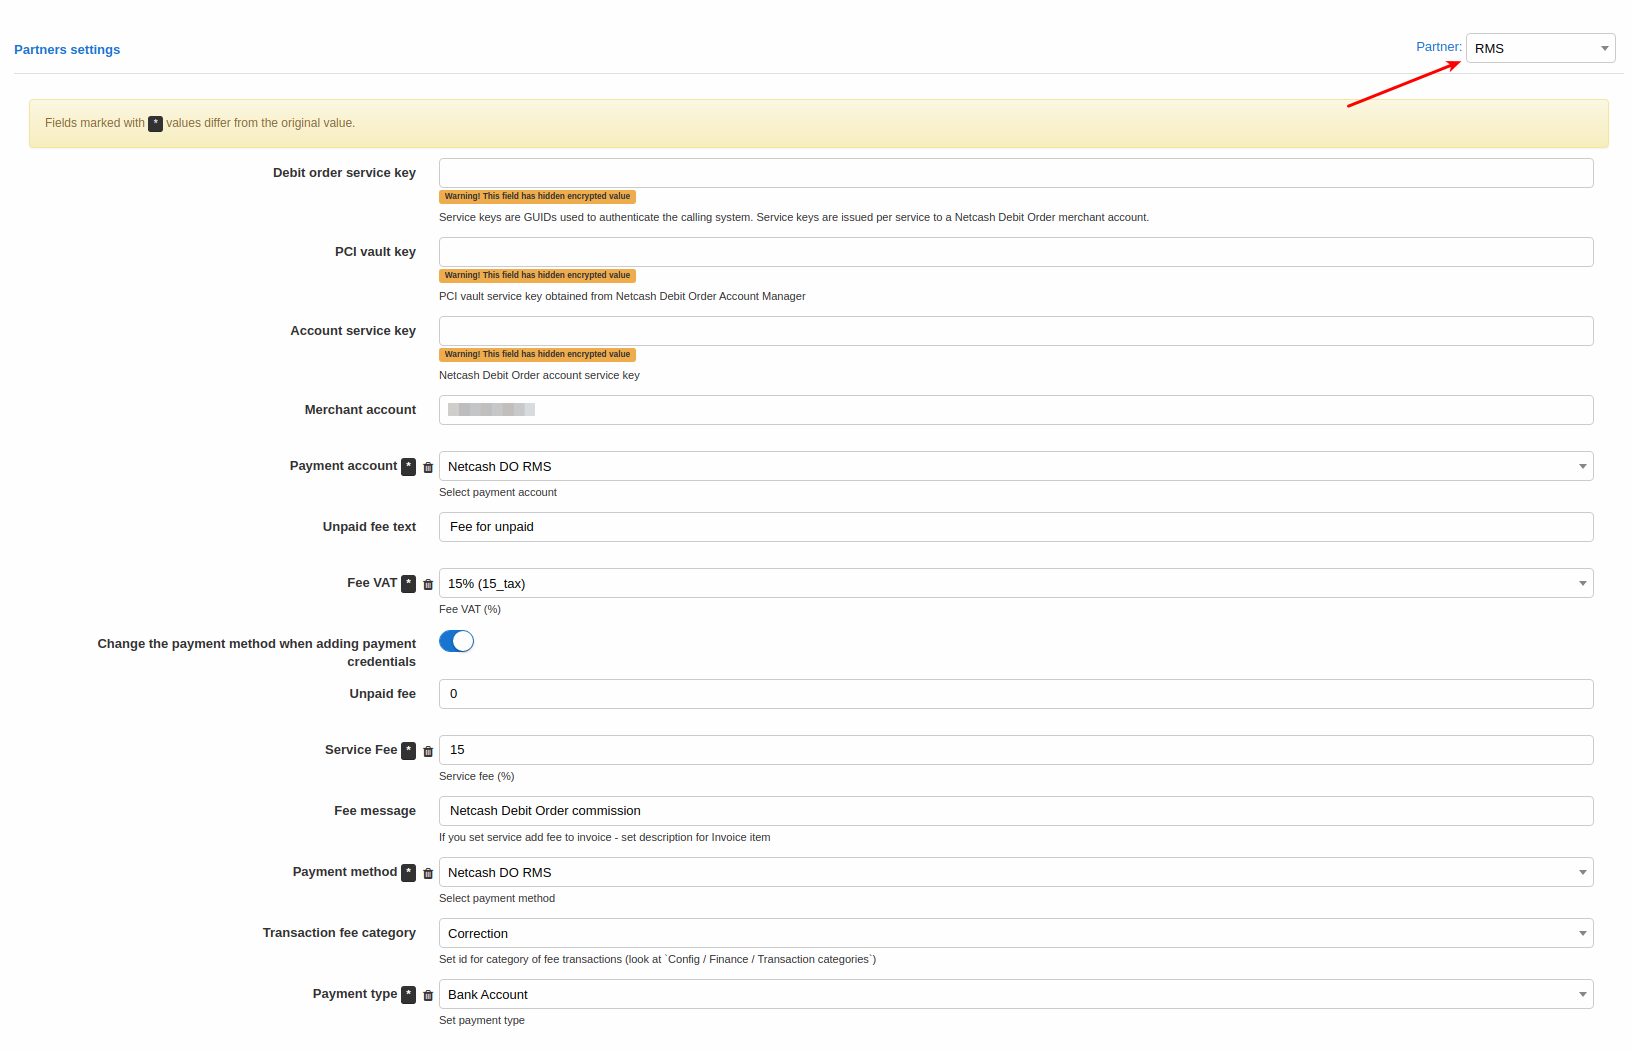 Partners settings
Partner: RMS
Fields marked with * values differ from the original value.
Debit order service key
Warning! This field has hidden encrypted value
Service keys are GUIDs used to authenticate the calling system. Service keys are issued per service to a Netcash Debit Order merchant account.
PCI vault key
Warning! This field has hidden encrypted value
PCI vault service key obtained from Netcash Debit Order Account Manager
Account service key
Warning! This field has hidden encrypted value
Netcash Debit Order account service key
Merchant account
Payment account * Netcash DO RMS
Select payment account
Unpaid fee text Fee for unpaid
Fee VAT * 15% (15_tax)
Fee VAT (%)
Change the payment method when adding payment
credentials
Unpaid fee 0
Service Fee * 15
Service fee (%)
Fee message Netcash Debit Order commission
If you set service add fee to invoice - set description for Invoice item
Payment method * Netcash DO RMS
Select payment method
Transaction fee category Correction
Set id for category of fee transactions (look at `Config / Finance / Transaction categories`)
Payment type * Bank Account
Set payment type